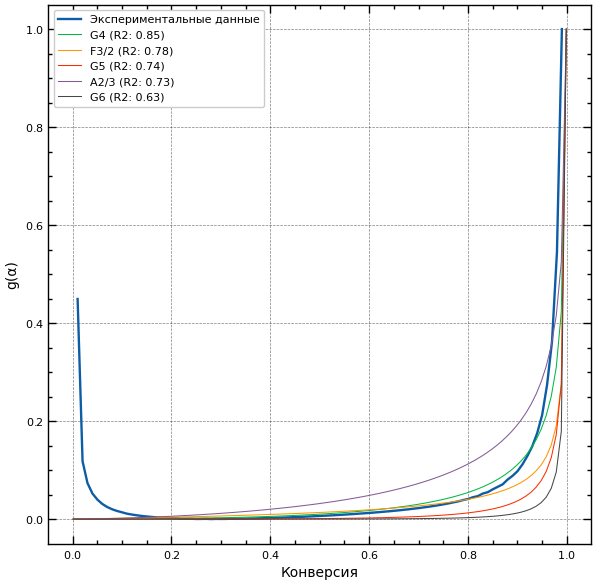 Экспериментальные данные
G4 (R2: 0.85)
F3/2 (R2: 0.78)
G5 (R2: 0.74)
A2/3 (R2: 0.73)
G6 (R2: 0.63)
1.0
0.8
0.6
0.4
0.2
0.0
g(α)
0.0 0.2 0.4 0.6 0.8 1.0
Конверсия